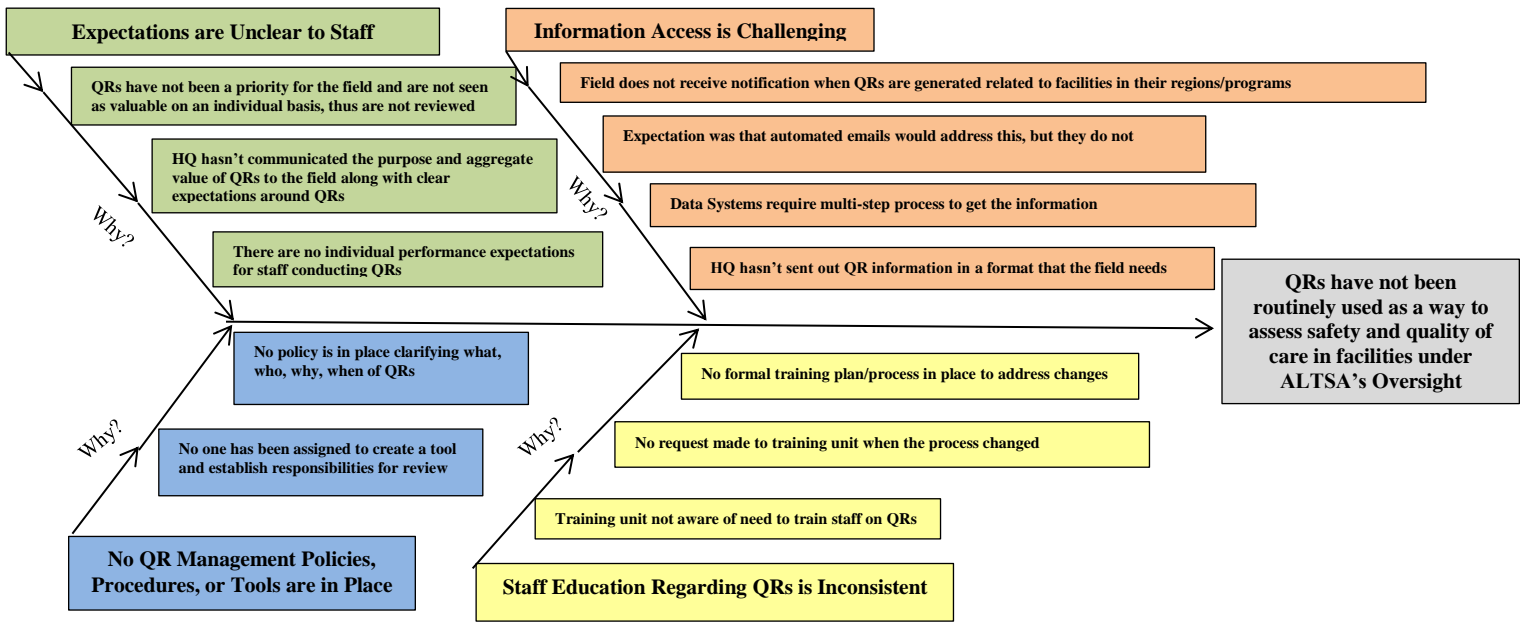 Expectations are Unclear to Staff
QRs have not been a priority for the field and are not seen
as valuable on an individual basis, thus are not reviewed
HQ hasn’t communicated the purpose and aggregate
value of QRs to the field along with clear
expectations around QRs
Why?
There are no individual performance expectations
for staff conducting QRs
Information Access is Challenging
Field does not receive notification when QRs are generated related to facilities in their regions/programs
Expectation was that automated emails would address this, but they do not
Why?
Data Systems require multi-step process to get the information
HQ hasn’t sent out QR information in a format that the field needs
QRs have not been
routinely used as a way to
assess safety and quality of
care in facilities under
ALTSA’s Oversight
No policy is in place clarifying what,
who, why, when of QRs
Why?
No one has been assigned to create a tool
and establish responsibilities for review
No QR Management Policies,
Procedures, or Tools are in Place
No formal training plan/process in place to address changes
Why?
No request made to training unit when the process changed
Training unit not aware of need to train staff on QRs
Staff Education Regarding QRs is Inconsistent